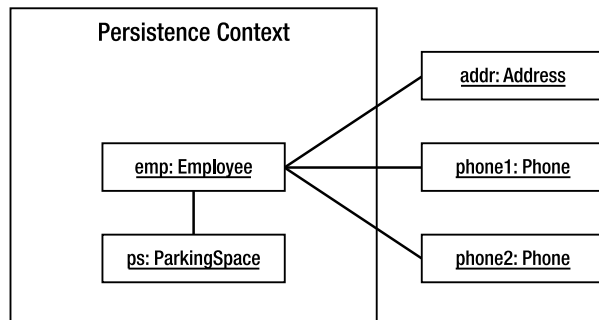 Persistence Context
addr: Address
emp: Employee
phone1: Phone
ps: ParkingSpace
phone2: Phone